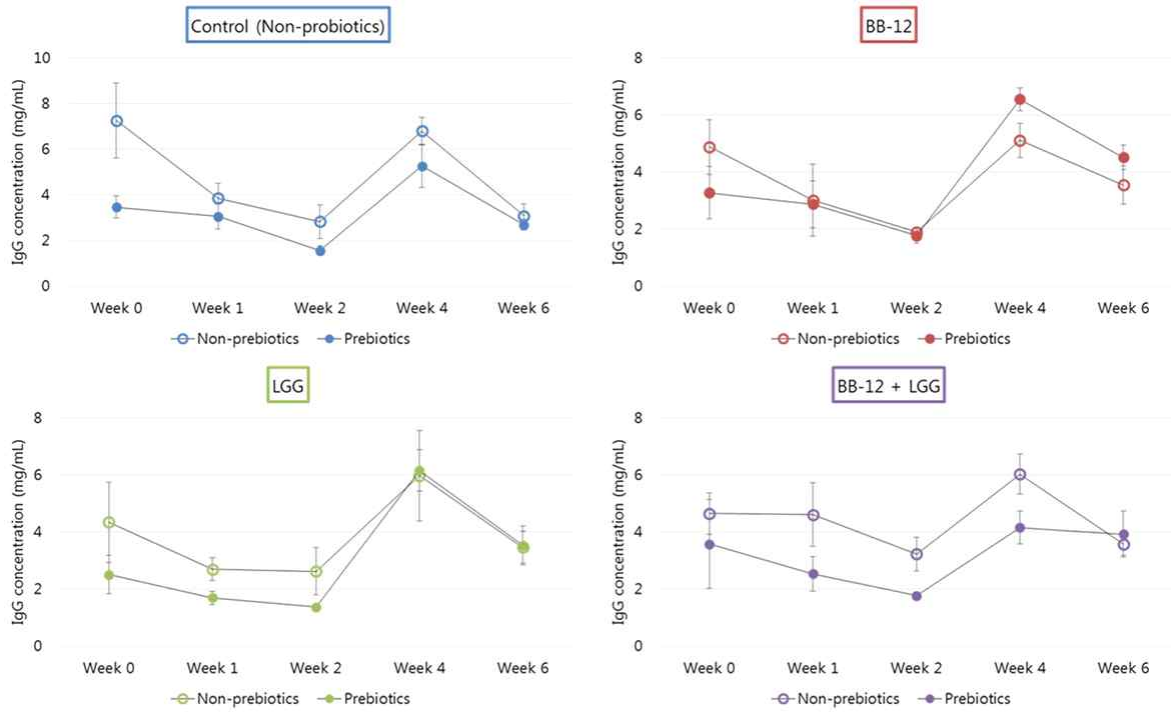 Control (Non-probiotics)
IgG concentration (mg/mL)
10
8
6
4
2
0
Week 0 Week 1 Week 2 Week 4 Week 6
Non-prebiotics Prebiotics
BB-12
IgG concentration (mg/mL)
8
6
4
2
0
Week 0 Week 1 Week 2 Week 4 Week 6
Non-prebiotics Prebiotics
LGG
IgG concentration (mg/mL)
8
6
4
2
0
Week 0 Week 1 Week 2 Week 4 Week 6
Non-prebiotics Prebiotics
BB-12 + LGG
IgG concentration (mg/mL)
8
6
4
2
0
Week 0 Week 1 Week 2 Week 4 Week 6
Non-prebiotics Prebiotics